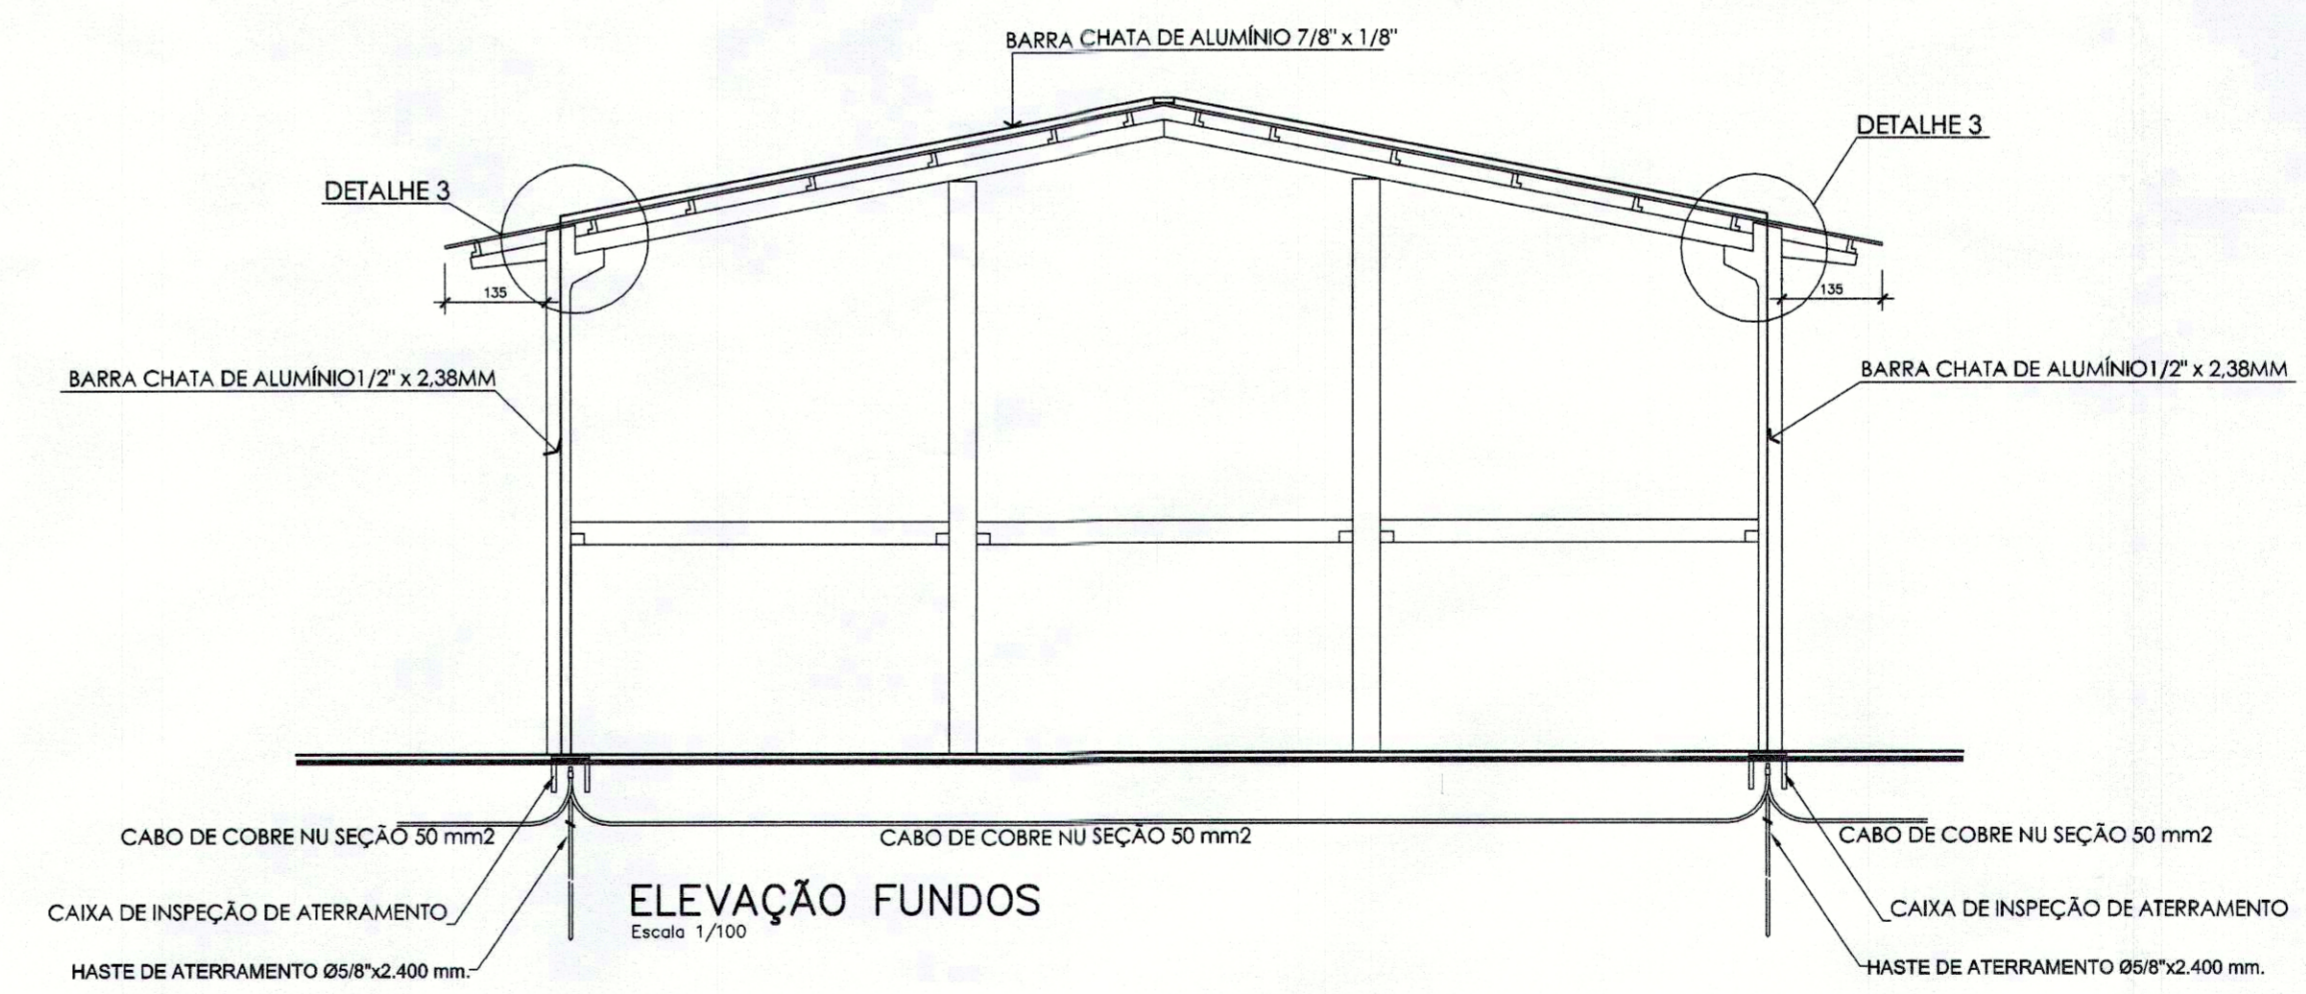 BARRA CHATA DE ALUMÍNIO 7/8" x 1/8"
DETALHE 3
DETALHE 3
135
135
BARRA CHATA DE ALUMÍNIO1/2" x 2,38MM
BARRA CHATA DE ALUMÍNIO1/2" x 2,38MM
CABO DE COBRE NU SEÇÃO 50 mm2
CABO DE COBRE NU SEÇÃO 50 mm2
CABO DE COBRE NU SEÇÃO 50 mm2
CAIXA DE INSPEÇÃO DE ATERRAMENTO
ELEVAÇÃO FUNDOS
Escala 1/100
CAIXA DE INSPEÇÃO DE ATERRAMENTO
HASTE DE ATERRAMENTO Ø5/8"x2.400 mm.
HASTE DE ATERRAMENTO Ø5/8"x2.400 mm.